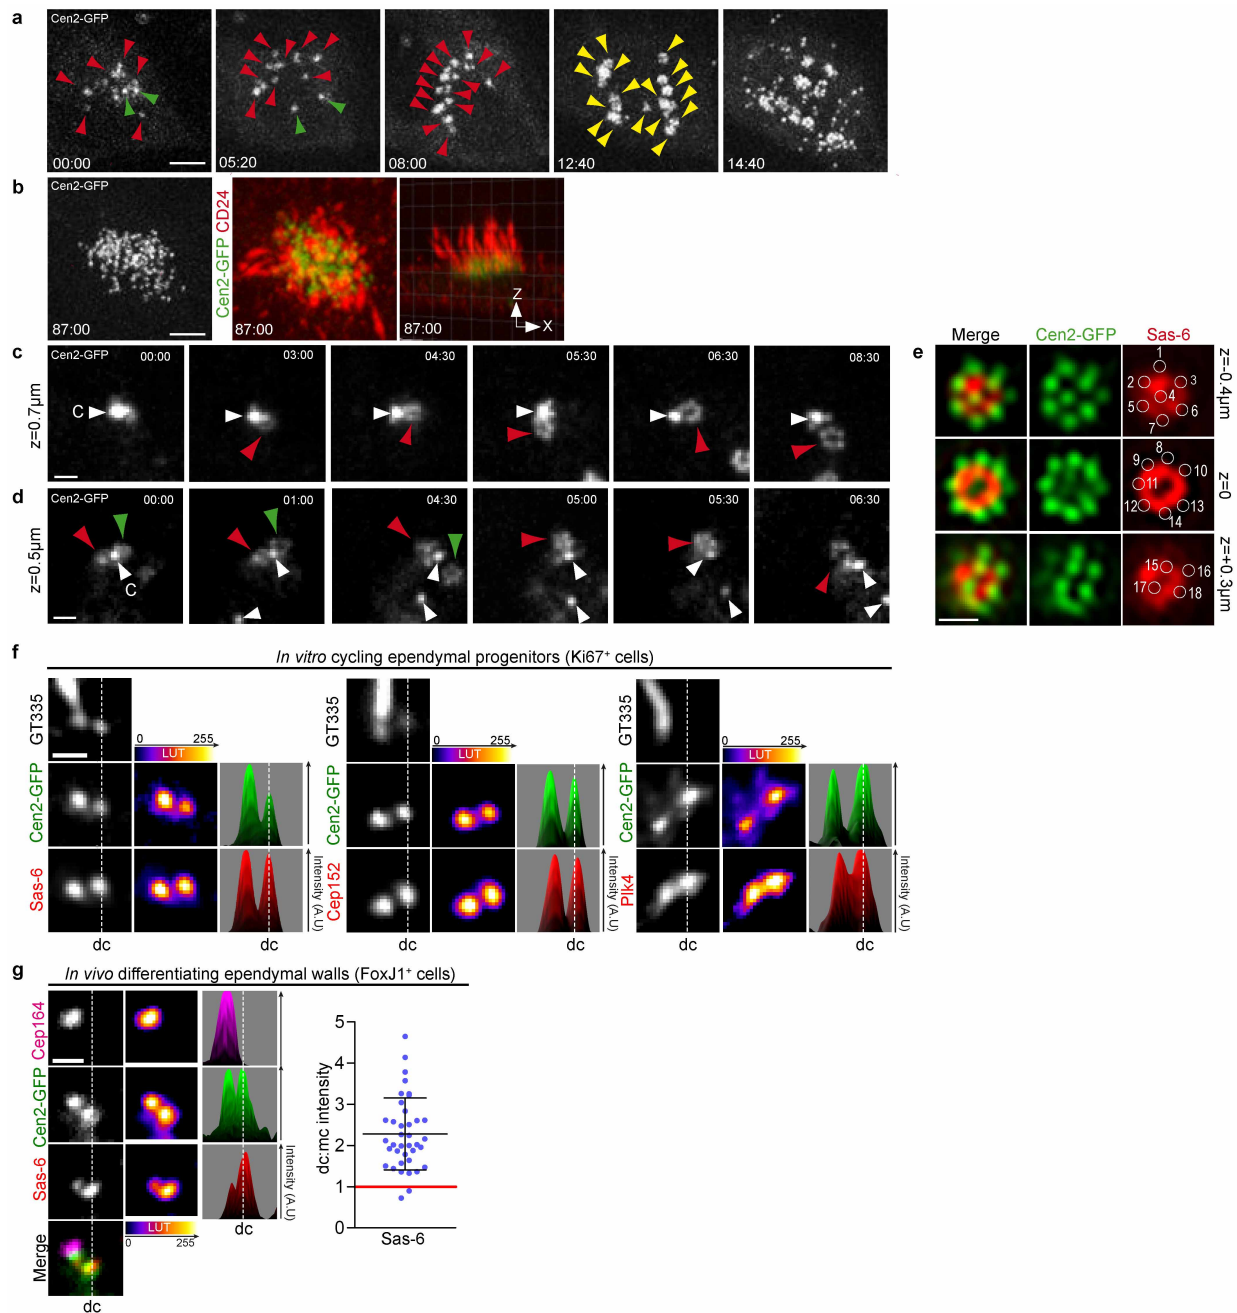 a
Cen2-GFP
00:00
05:20
08:00
12:40
14:40
b
Cen2-GFP
87:00
Cen2-GFP CD24
87:00
Z
X
87:00
c
Cen2-GFP
00:00
03:00
04:30
05:30
06:30
08:30
z=0.7µm
C
d
Cen2-GFP
00:00
01:00
04:30
05:00
05:30
06:30
z=0.5µm
C
e
Merge
Cen2-GFP
Sas-6
1
2
3
4
5
6
7
z=-0.4µm
8
9
10
11
12
13
14
z=0
15
16
17
18
z=+0.3µm
f
In vitro cycling ependymal progenitors (Ki67+ cells)
GT335
0
255
LUT
Cen2-GFP
Sas-6
Intensity (A.U)
dc
dc
GT335
0
255
LUT
Cen2-GFP
Cep152
Intensity (A.U)
dc
dc
GT335
0
255
LUT
Cen2-GFP
Plk4
Intensity (A.U)
dc
dc
g
In vivo differentiating ependymal walls (FoxJ1+ cells)
Cep164
Cen2-GFP
Sas-6
Intensity (A.U)
dc
LUT
0
255
Merge
dc
dc:mc intensity
5
4
3
2
1
0
Sas-6